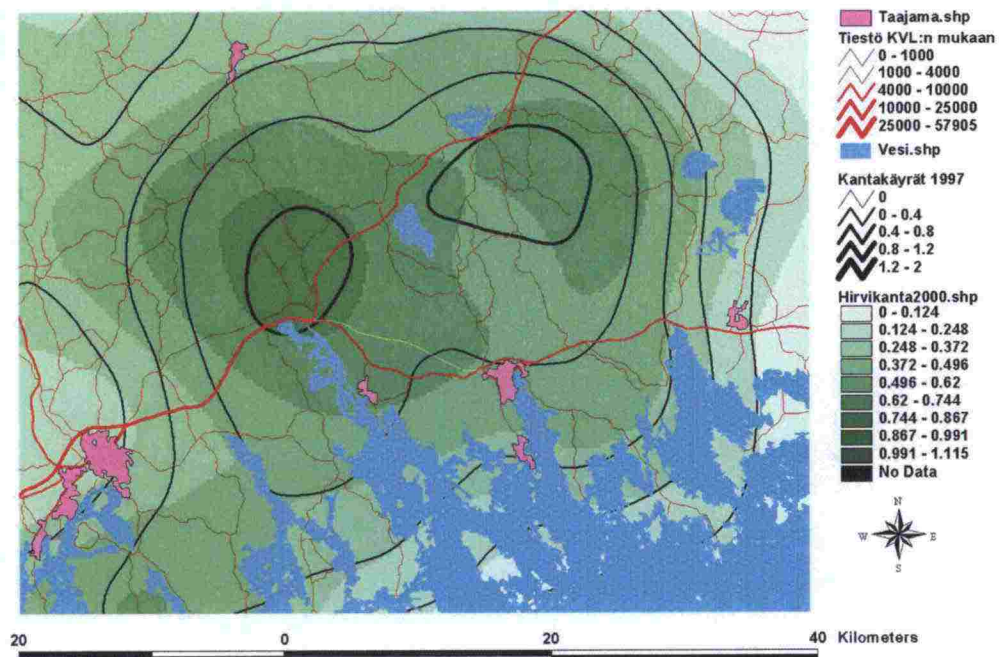 Taajama.shp
Tiestö KVL:n mukaan
0 - 1000
1000 - 4000
4000 - 10000
10000 - 25000
25000 - 57905
Vesi.shp
Kantakäyrät 1997
0
0 - 0.4
0.4 - 0.8
0.8 - 1.2
1.2 - 2
Hirvikanta2000.shp
0 - 0.124
0.124 - 0.248
0.248 - 0.372
0.372 - 0.496
0.496 - 0.62
0.62 - 0.744
0.744 - 0.867
0.867 - 0.991
0.991 - 1.115
No Data
N
W E
S
20 0 20 40 Kilometers